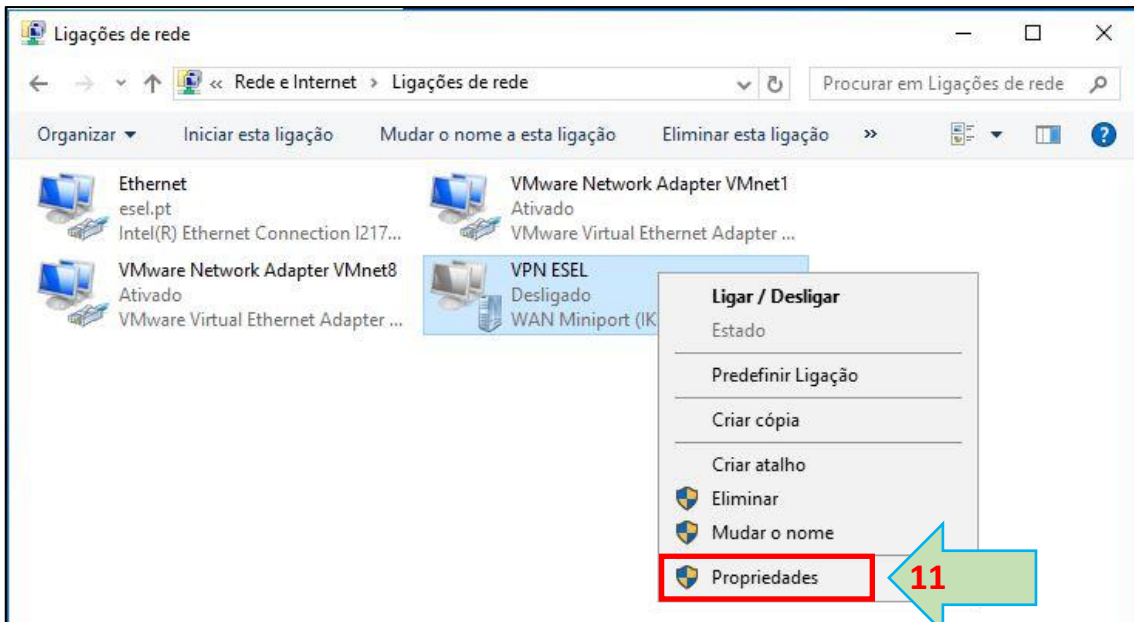 Ligações de rede
« Rede e Internet › Ligações de rede
Procurar em Ligações de rede
Organizar
Iniciar esta ligação
Mudar o nome a esta ligação
Eliminar esta ligação
»
Ethernet
esel.pt
Intel(R) Ethernet Connection I217...
VMware Network Adapter VMnet1
Ativado
VMware Virtual Ethernet Adapter ...
VMware Network Adapter VMnet8
Ativado
VMware Virtual Ethernet Adapter ...
VPN ESEL
Desligado
WAN Miniport (IK
Ligar / Desligar
Estado
Predefinir Ligação
Criar cópia
Criar atalho
Eliminar
Mudar o nome
Propriedades
11